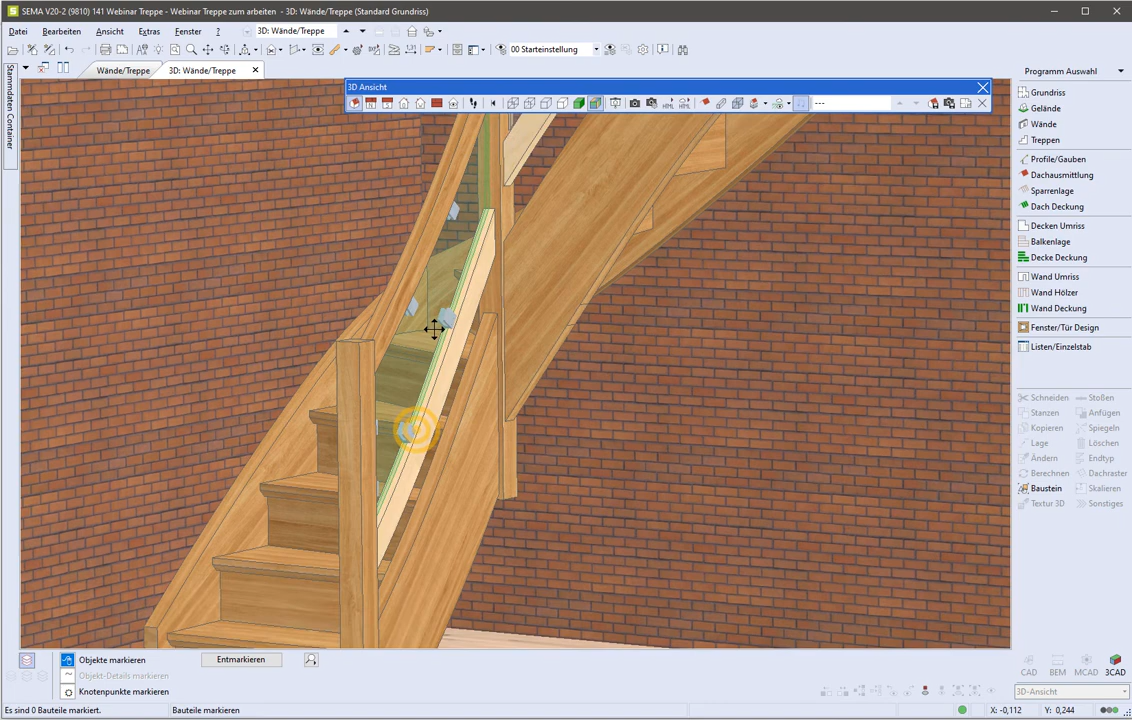 SEMA V20-2 (9810) 141 Webinar Treppe - Webinar Treppe zum arbeiten - 3D: Wände/Treppe (Standard Grundriss)
Datei Bearbeiten Ansicht Extras Fenster ? 3D: Wände/Treppe
00 Starteinstellung
Wände/Treppe 3D: Wände/Treppe
Stammdaten Container
3D Ansicht
---
Programm Auswahl
Grundriss
Gelände
Wände
Treppen
Profile/Gauben
Dachausmittlung
Sparrenlage
Dach Deckung
Decken Umriss
Balkenlage
Decke Deckung
Wand Umriss
Wand Hölzer
Wand Deckung
Fenster/Tür Design
Listen/Einzelstab
Schneiden Stoßen
Stanzen Anfügen
Kopieren Spiegeln
Lage Löschen
Ändern Endtyp
Berechnen Dachraster
Baustein Skalieren
Textur 3D Sonstiges
CAD BEM MCAD 3CAD
3D-Ansicht
Objekte markieren Entmarkieren
Objekt-Details markieren
Knotenpunkte markieren
Es sind 0 Bauteile markiert. Bauteile markieren X: -0,112 Y: 0,244